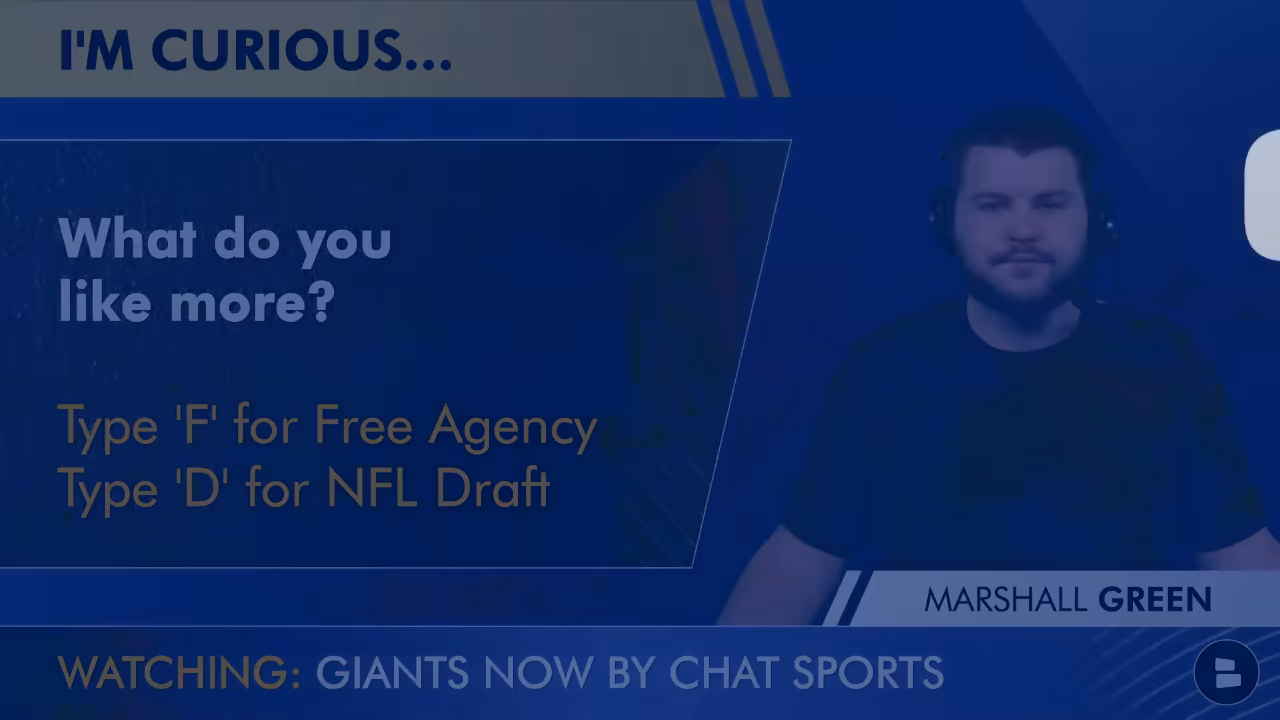 I'M CURIOUS...
What do you
like more?
Type 'F' for Free Agency
Type 'D' for NFL Draft
MARSHALL GREEN
WATCHING: GIANTS NOW BY CHAT SPORTS